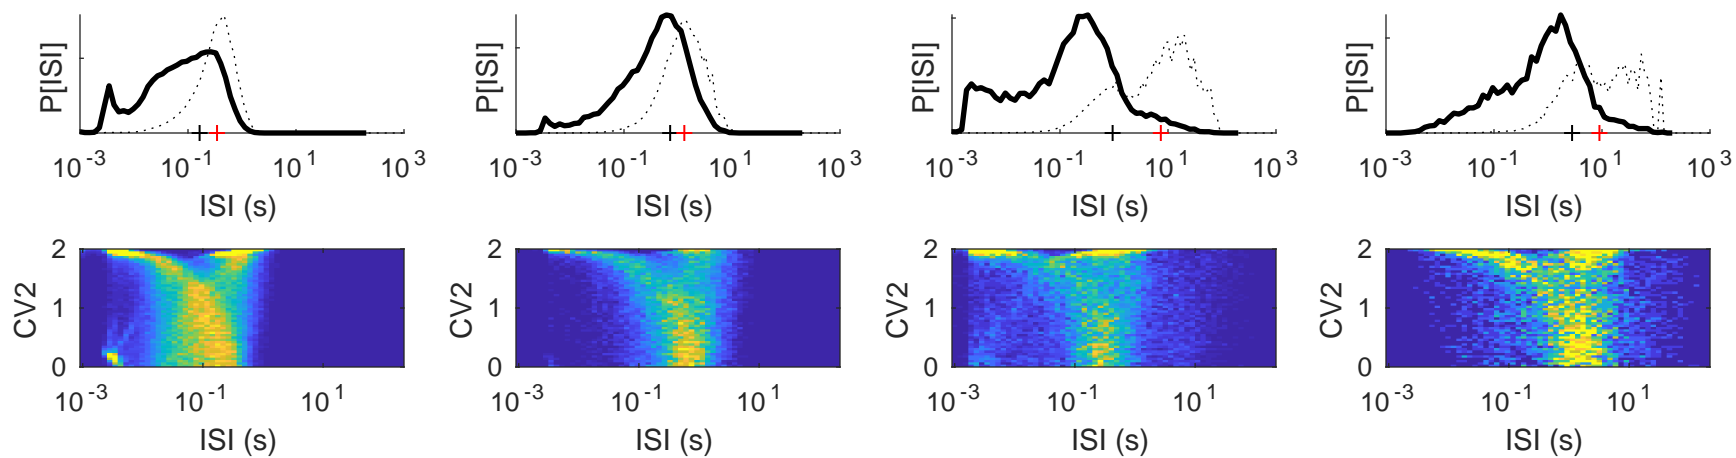 P[ISI] P[ISI] P[ISI] P[ISI]
10^-3 10^-1 10^1 10^3 10^-3 10^-1 10^1 10^3 10^-3 10^-1 10^1 10^3 10^-3 10^-1 10^1 10^3
ISI (s) ISI (s) ISI (s) ISI (s)
2 2 2 2
CV2 1 CV2 1 CV2 1 CV2 1
0 0 0 0
10^-3 10^-1 10^1 10^-3 10^-1 10^1 10^-3 10^-1 10^1 10^-3 10^-1 10^1
ISI (s) ISI (s) ISI (s) ISI (s)